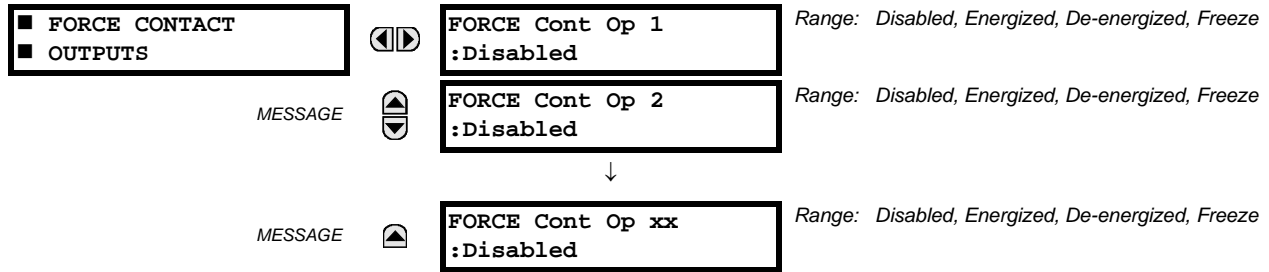 ■ FORCE CONTACT
■ OUTPUTS
FORCE Cont Op 1
:Disabled
Range: Disabled, Energized, De-energized, Freeze
MESSAGE
FORCE Cont Op 2
:Disabled
Range: Disabled, Energized, De-energized, Freeze
↓
MESSAGE
FORCE Cont Op xx
:Disabled
Range: Disabled, Energized, De-energized, Freeze